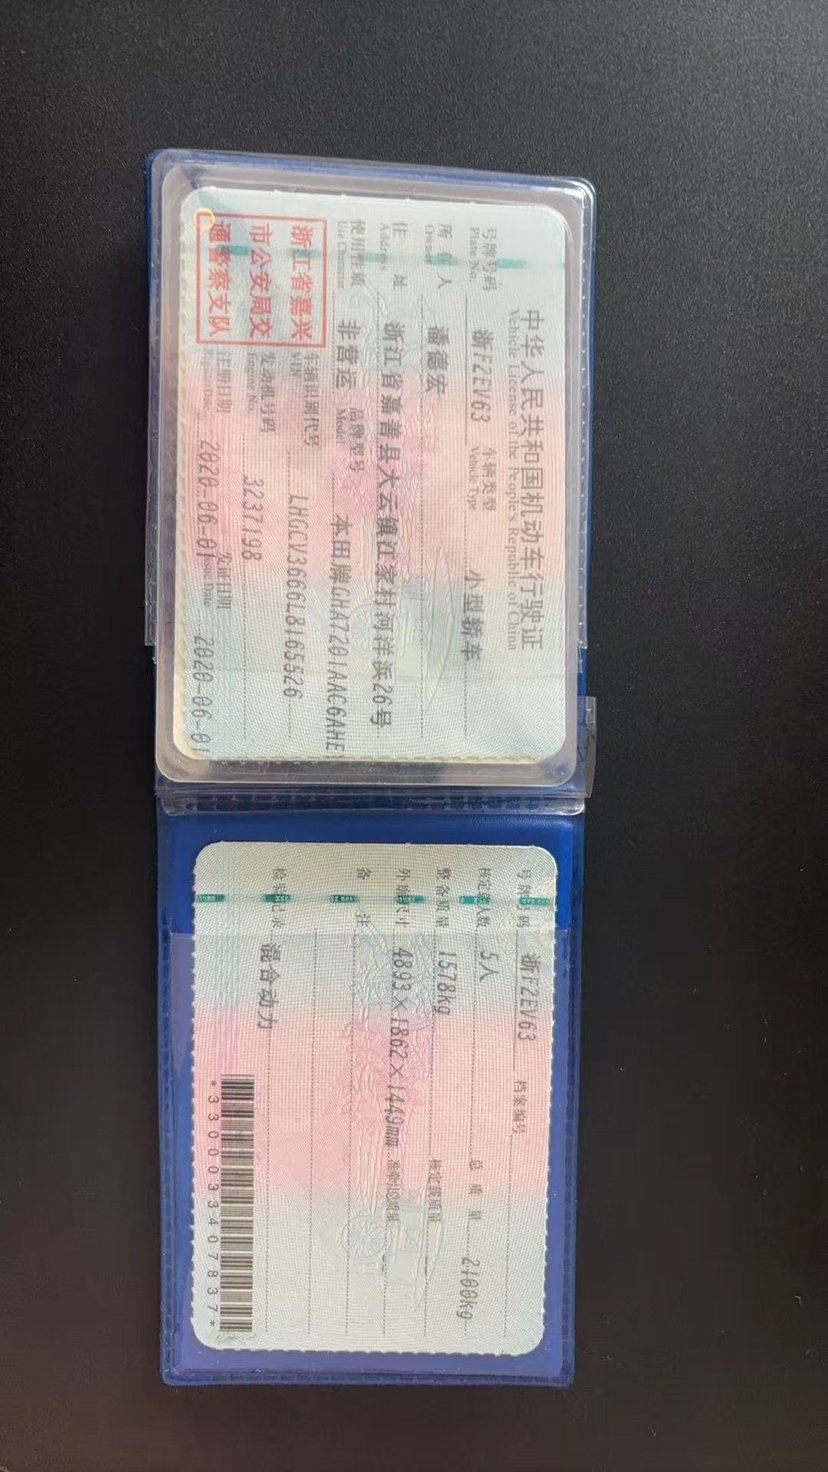 中华人民共和国机动车行驶证
Vehicle License of the People's Republic of China
号牌号码 浙F2EV63 车辆类型 小型轿车
Plate No. Vehicle Type
所有人 潘德宏
Owner
住址 浙江省嘉善县大云镇江家村河洋浜26号
Address
使用性质 非营运 品牌型号 本田牌GHA7201AAC6AHE
Use Character Model
浙江省嘉兴
市公安局交
通警察支队
车辆识别代号 LHGCV3666L8165526
VIN
发动机号码 3237198
Engine No.
注册日期 2020-06-01 发证日期 2020-06-01
Register Date Issue Date
号牌号码 浙F2EV63 档案编号
核定载人数 5人 总质量 2100kg
整备质量 1578kg 核定载质量
外廓尺寸 4893×1862×1449mm 准牵引总质量
备注
检验记录 混合动力
*3300033407837*